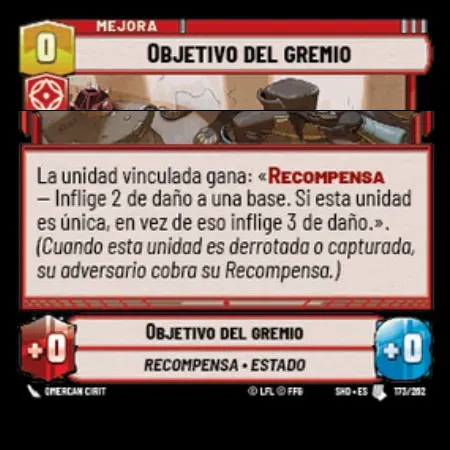 MEJORA
0
OBJETIVO DEL GREMIO
La unidad vinculada gana: «RECOMPENSA
– Inflige 2 de daño a una base. Si esta unidad
es única, en vez de eso inflige 3 de daño.».
(Cuando esta unidad es derrotada o capturada,
su adversario cobra su Recompensa.)
+0
OBJETIVO DEL GREMIO
+0
RECOMPENSA • ESTADO
OMERCAN CIRIT
© LFL © FFG
SHD • ES
173/262